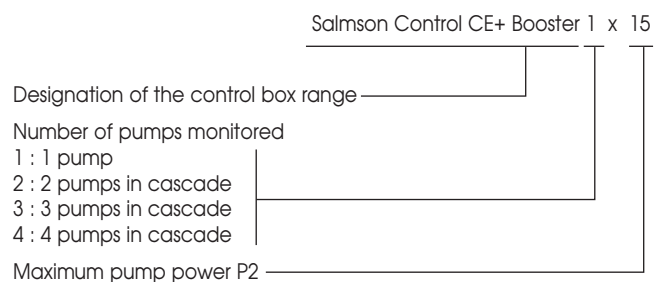 Salmson Control CE+ Booster 1 x 15
Designation of the control box range
Number of pumps monitored
1 : 1 pump
2 : 2 pumps in cascade
3 : 3 pumps in cascade
4 : 4 pumps in cascade
Maximum pump power P2